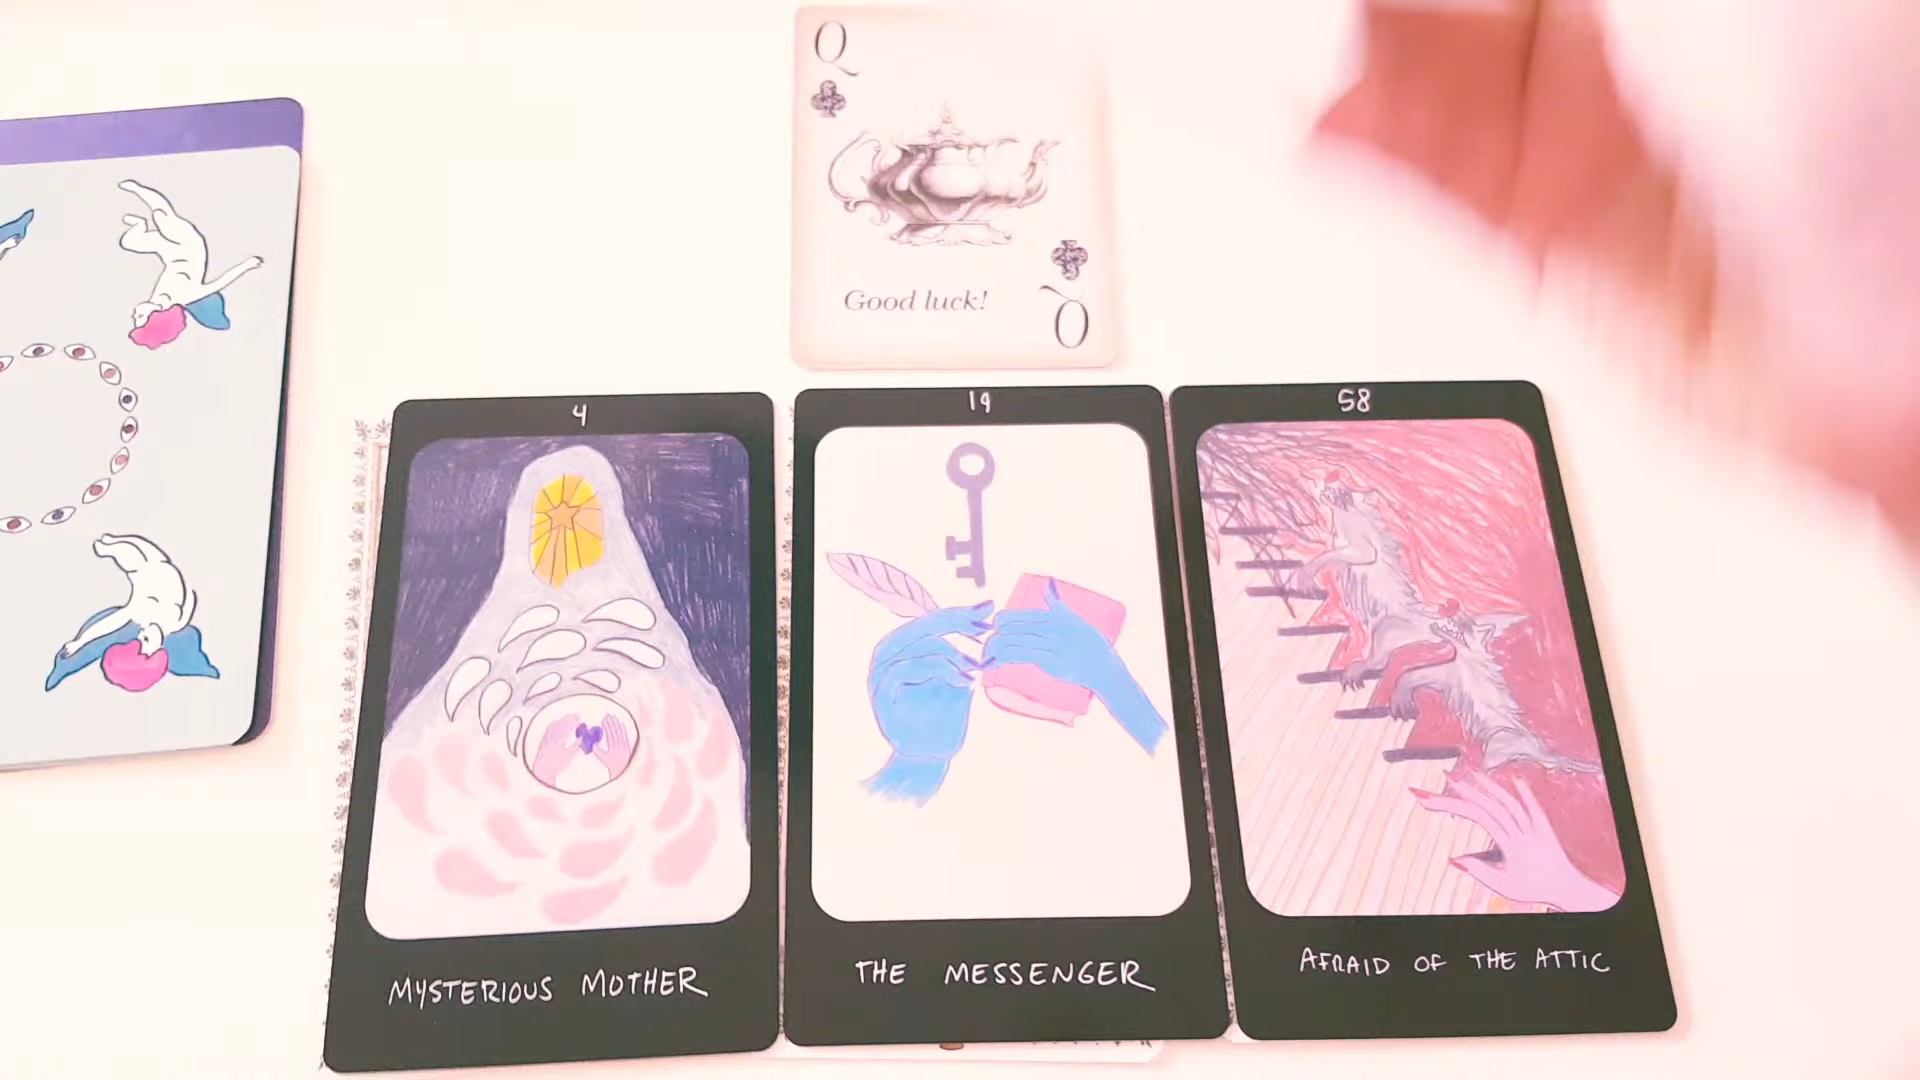 Q
Good luck!
Q
4
19
58
MYSTERIOUS MOTHER
THE MESSENGER
AFRAID OF THE ATTIC